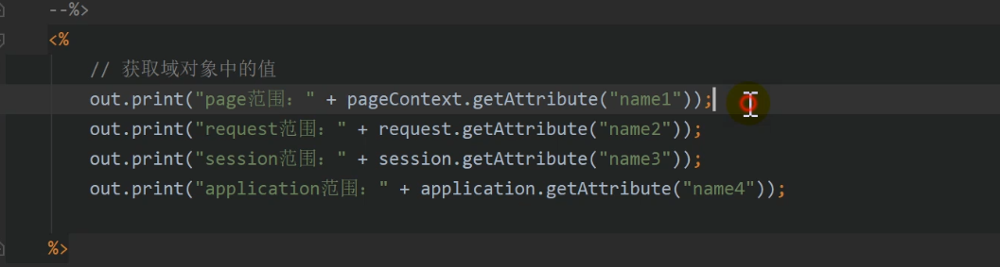 --%>
<%
// 获取域对象中的值
out.print("page范围：" + pageContext.getAttribute("name1"));
out.print("request范围：" + request.getAttribute("name2"));
out.print("session范围：" + session.getAttribute("name3"));
out.print("application范围：" + application.getAttribute("name4"));
%>